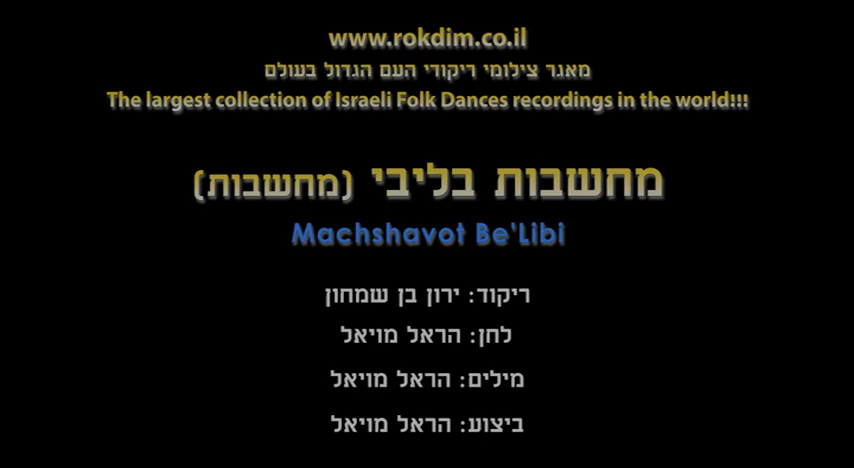 www.rokdim.co.il
מאגר צילומי ריקודי העם הגדול בעולם
The largest collection of Israeli Folk Dances recordings in the world!!!
מחשבות בליבי (מחשבות)
Machshavot Be'Libi
ריקוד: ירון בן שמחון
לחן: הראל מויאל
מילים: הראל מויאל
ביצוע: הראל מויאל